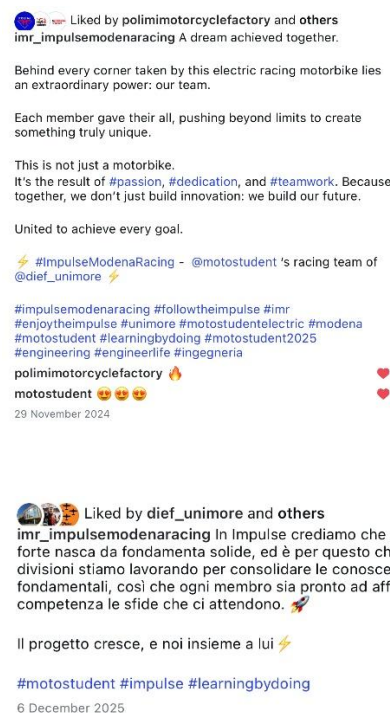 Liked by polimimotorcyclefactory and others
imr_impulsemodenaracing A dream achieved together.
Behind every corner taken by this electric racing motorbike lies
an extraordinary power: our team.
Each member gave their all, pushing beyond limits to create
something truly unique.
This is not just a motorbike.
It's the result of #passion, #dedication, and #teamwork. Because
together, we don't just build innovation: we build our future.
United to achieve every goal.
⚡ #ImpulseModenaRacing - @motostudent 's racing team of
@dief_unimore ⚡
#impulsemodenaracing #followtheimpulse #imr
#enjoytheimpulse #unimore #motostudentelectric #modena
#motostudent #learningbydoing #motostudent2025
#engineering #engineerlife #ingegneria
polimimotorcyclefactory 🔥
motostudent 😍😍😍
29 November 2024
Liked by dief_unimore and others
imr_impulsemodenaracing In Impulse crediamo che
forte nasca da fondamenta solide, ed è per questo ch
divisioni stiamo lavorando per consolidare le conosce
fondamentali, così che ogni membro sia pronto ad aff
competenza le sfide che ci attendono. 🚀
Il progetto cresce, e noi insieme a lui⚡
#motostudent #impulse #learningbydoing
6 December 2025